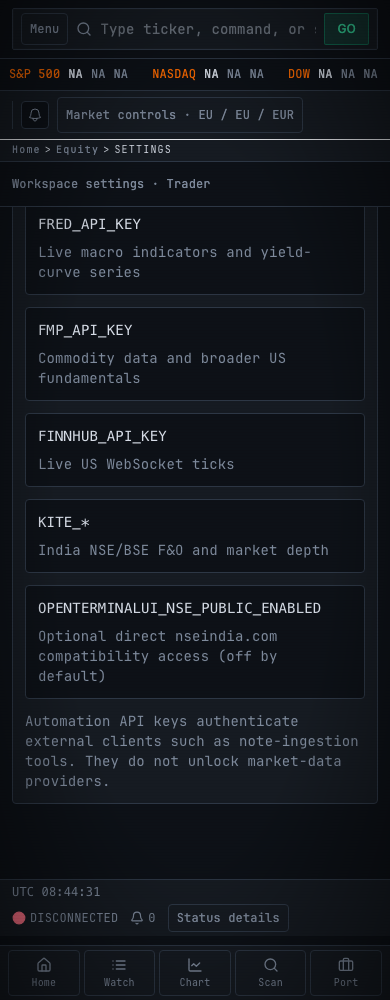 Menu Type ticker, command, or : GO
S&P 500 NA NA NA NASDAQ NA NA NA DOW NA NA NA
Market controls · EU / EU / EUR
Home > Equity > SETTINGS
Workspace settings · Trader
FRED_API_KEY
Live macro indicators and yield-
curve series
FMP_API_KEY
Commodity data and broader US
fundamentals
FINNHUB_API_KEY
Live US WebSocket ticks
KITE_*
India NSE/BSE F&O and market depth
OPENTERMINALUI_NSE_PUBLIC_ENABLED
Optional direct nseindia.com
compatibility access (off by
default)
Automation API keys authenticate
external clients such as note-ingestion
tools. They do not unlock market-data
providers.
UTC 08:44:31
DISCONNECTED 0 Status details
Home Watch Chart Scan Port